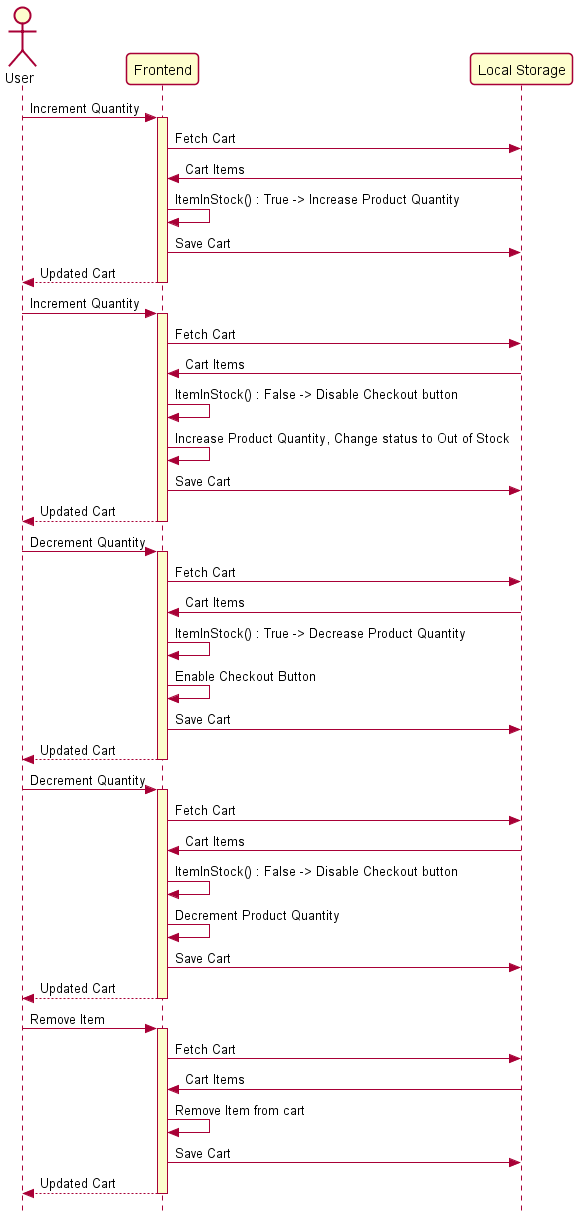 User
Frontend
Local Storage
Increment Quantity
Fetch Cart
Cart Items
ItemInStock() : True -> Increase Product Quantity
Save Cart
Updated Cart
Increment Quantity
Fetch Cart
Cart Items
ItemInStock() : False -> Disable Checkout button
Increase Product Quantity, Change status to Out of Stock
Save Cart
Updated Cart
Decrement Quantity
Fetch Cart
Cart Items
ItemInStock() : True -> Decrease Product Quantity
Enable Checkout Button
Save Cart
Updated Cart
Decrement Quantity
Fetch Cart
Cart Items
ItemInStock() : False -> Disable Checkout button
Decrement Product Quantity
Save Cart
Updated Cart
Remove Item
Fetch Cart
Cart Items
Remove Item from cart
Save Cart
Updated Cart